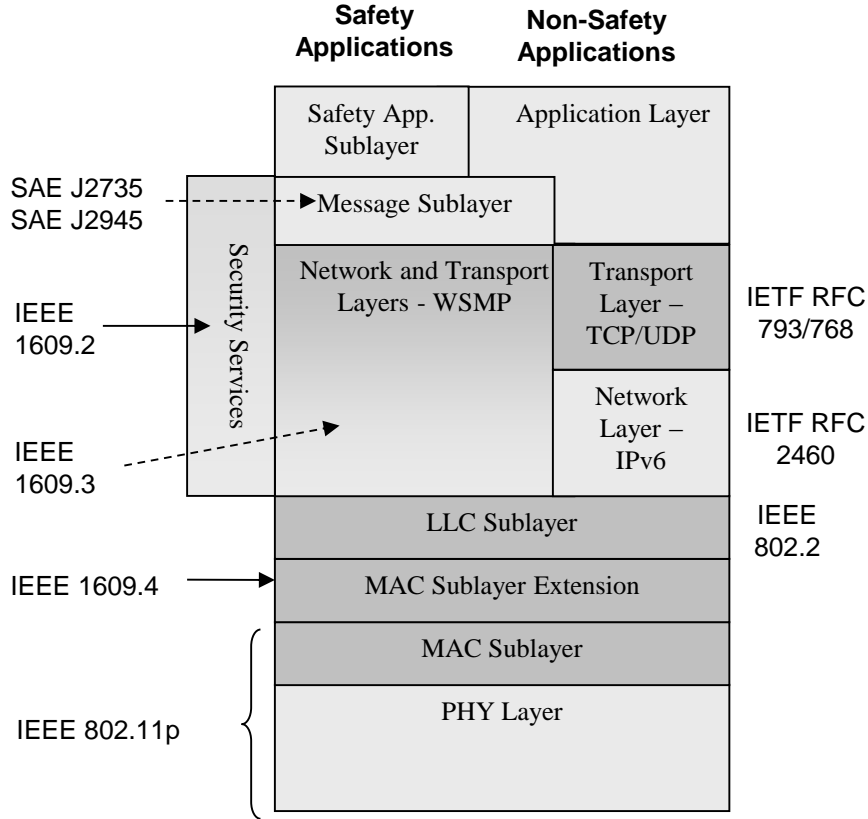 Safety
Applications
Non-Safety
Applications
Safety App.
Sublayer
Application Layer
SAE J2735
SAE J2945
Message Sublayer
Security Services
Network and Transport
Layers - WSMP
Transport
Layer –
TCP/UDP
IETF RFC
793/768
IEEE
1609.2
Network
Layer –
IPv6
IETF RFC
2460
IEEE
1609.3
LLC Sublayer
IEEE
802.2
IEEE 1609.4
MAC Sublayer Extension
MAC Sublayer
IEEE 802.11p
PHY Layer